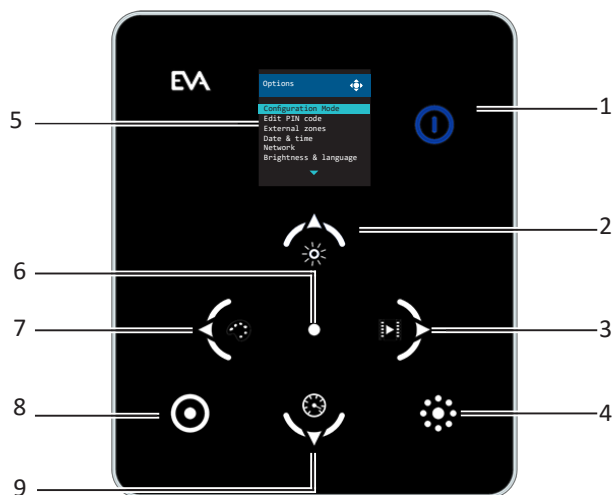 EVA
Options
Configuration Mode
Edit PIN code
External zones
Date & time
Network
Brightness & language
1
5
2
6
7
3
8
4
9